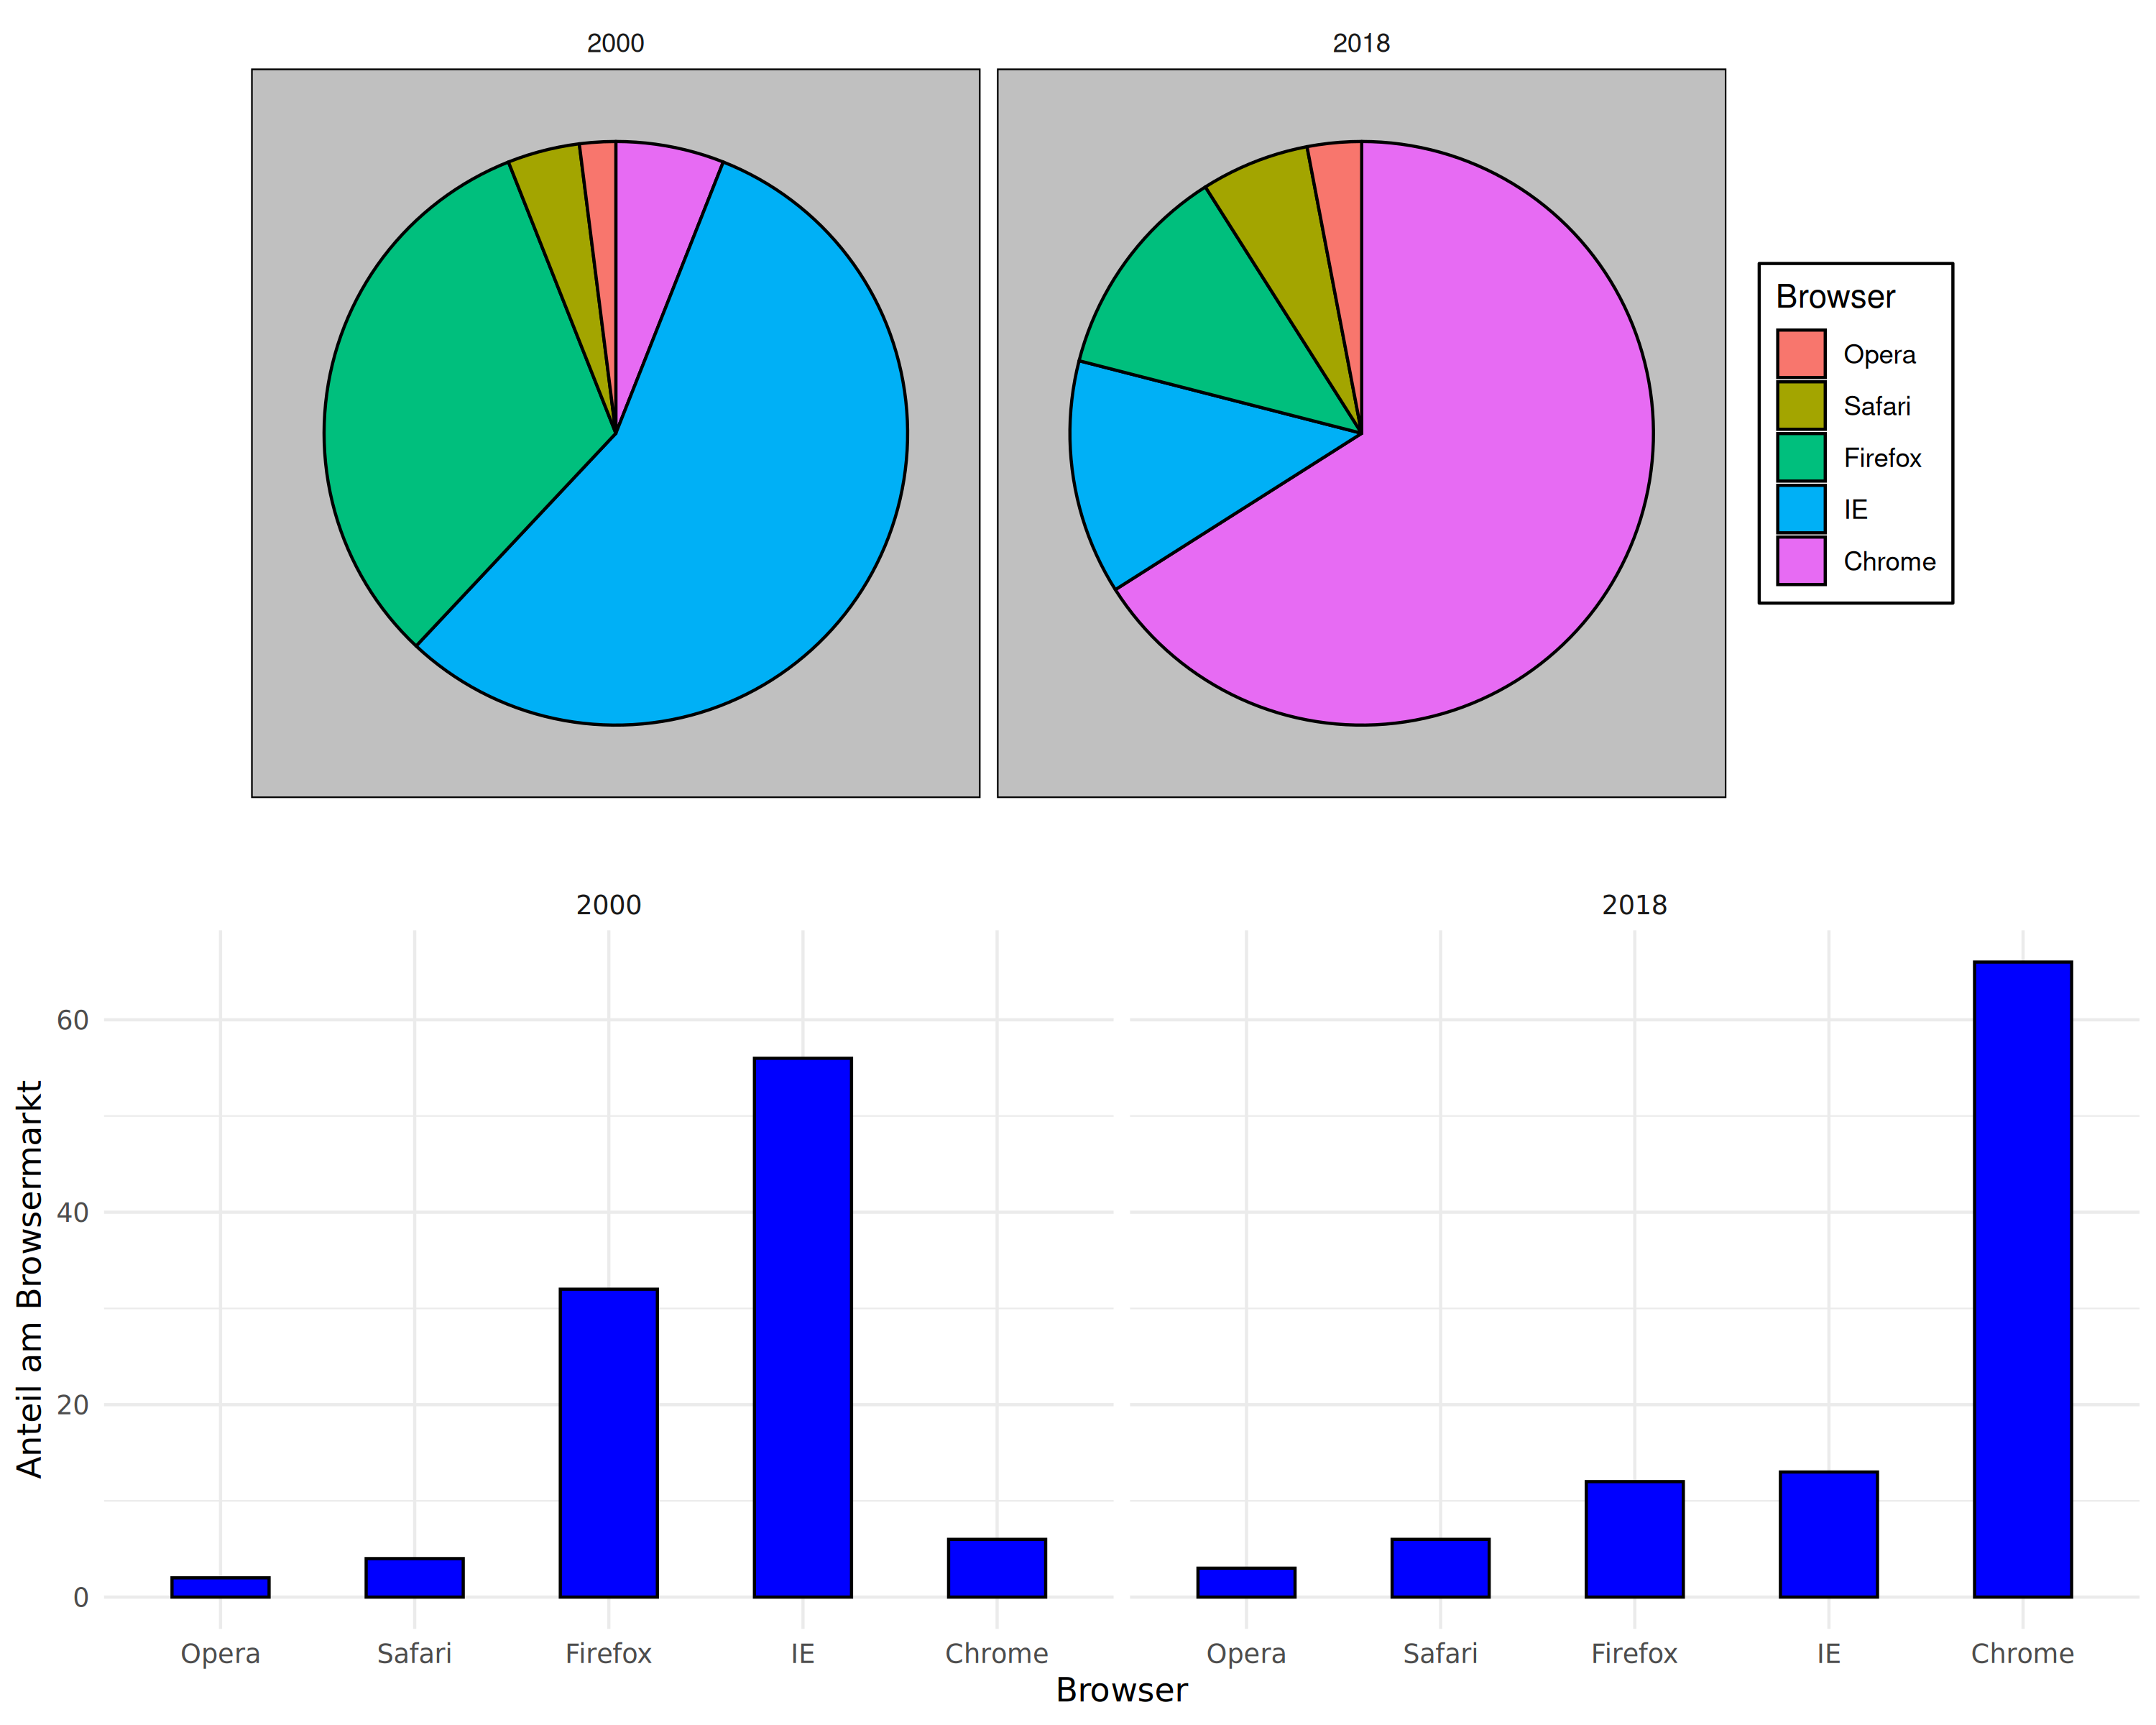 2000
2018
Browser
Opera
Safari
Firefox
IE
Chrome
2000
2018
Anteil am Browsermarkt
60
40
20
0
Opera Safari Firefox IE Chrome Opera Safari Firefox IE Chrome
Browser